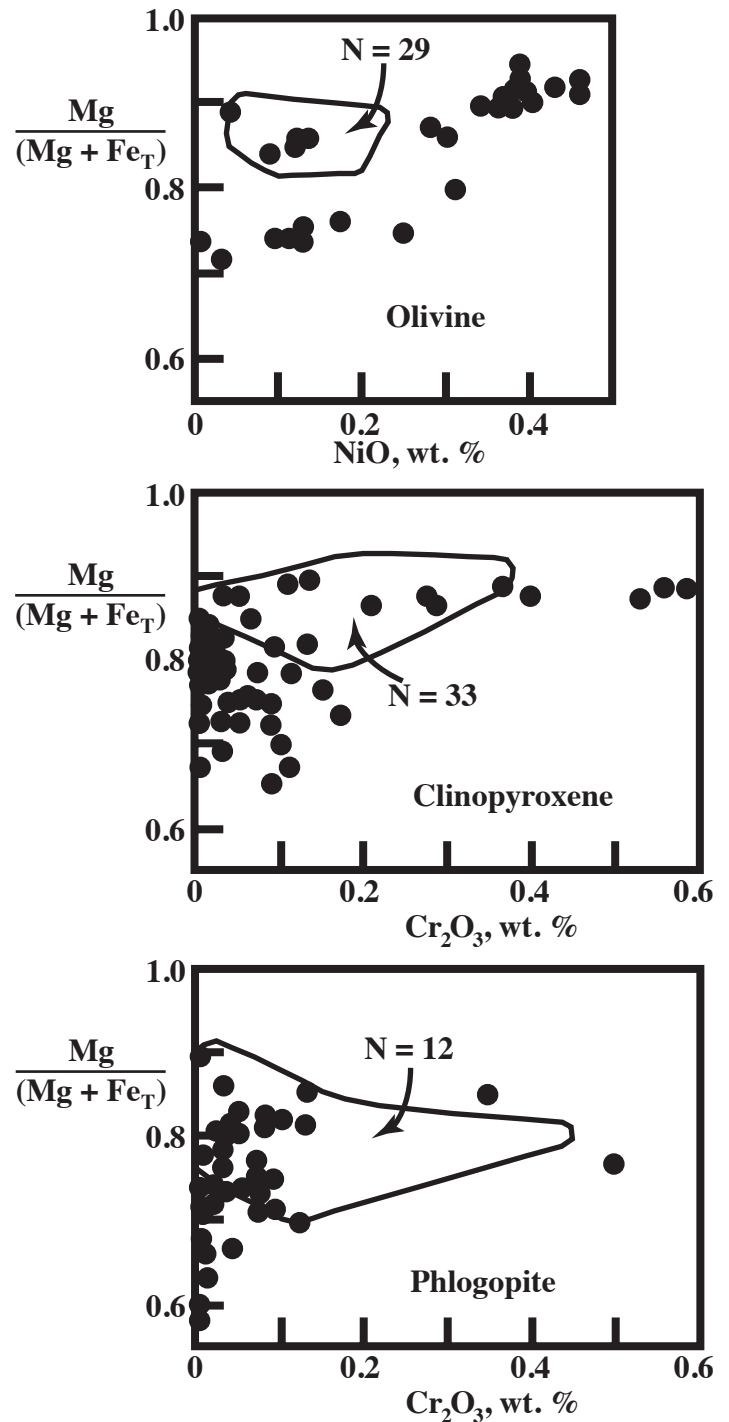 1.0
N = 29
Mg
(Mg + FeT)
0.8
Olivine
0.6
0 0.2 0.4
NiO, wt. %
1.0
Mg
(Mg + FeT)
0.8
N = 33
Clinopyroxene
0.6
0 0.2 0.4 0.6
Cr2O3, wt. %
1.0
N = 12
Mg
(Mg + FeT)
0.8
Phlogopite
0.6
0 0.2 0.4 0.6
Cr2O3, wt. %